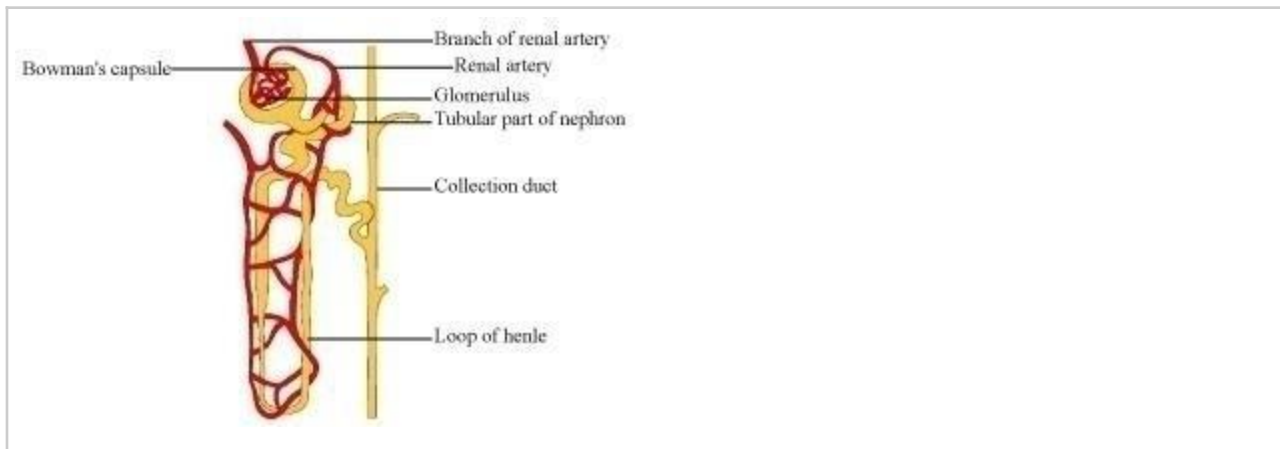 Branch of renal artery
Bowman's capsule
Renal artery
Glomerulus
Tubular part of nephron
Collection duct
Loop of henle